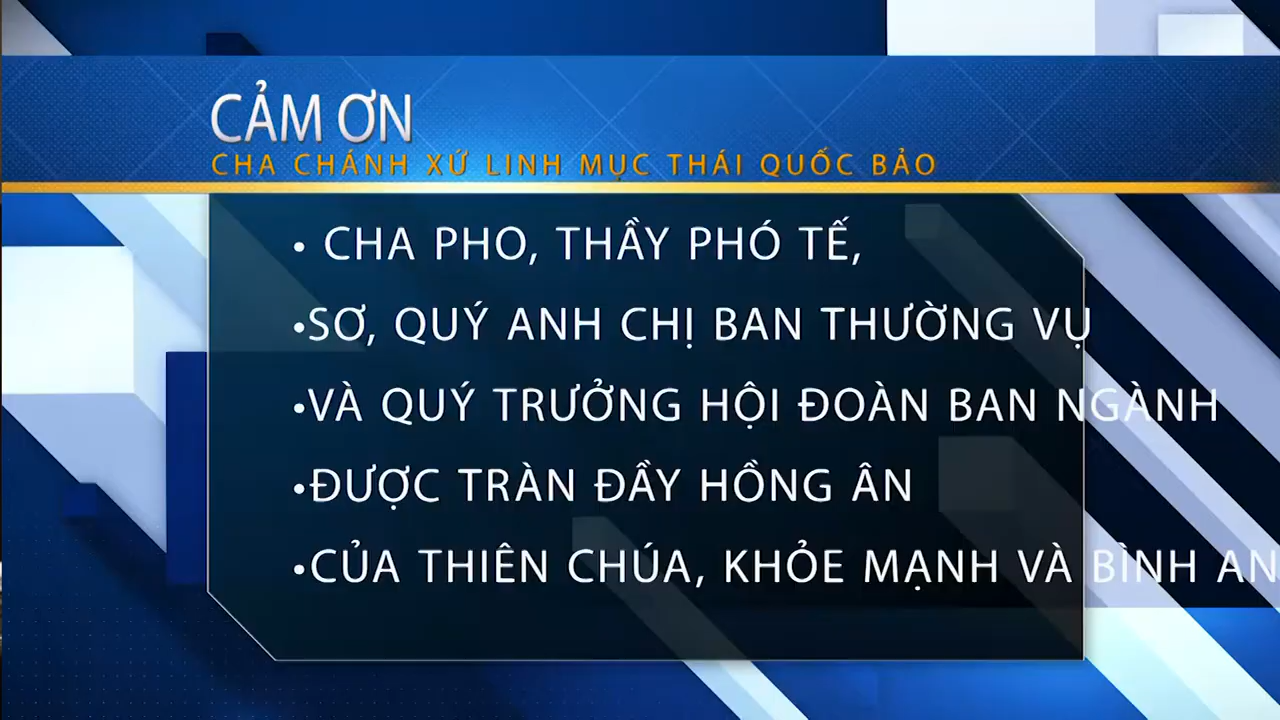 CẢM ƠN
CHA CHÁNH XỨ LINH MỤC THÁI QUỐC BẢO
• CHA PHO, THẦY PHÓ TẾ,
•SƠ, QUÝ ANH CHỊ BAN THƯỜNG VỤ
•VÀ QUÝ TRƯỞNG HỘI ĐOÀN BAN NGÀNH
•ĐƯỢC TRÀN ĐẦY HỒNG ÂN
•CỦA THIÊN CHÚA, KHỎE MẠNH VÀ BÌNH AN